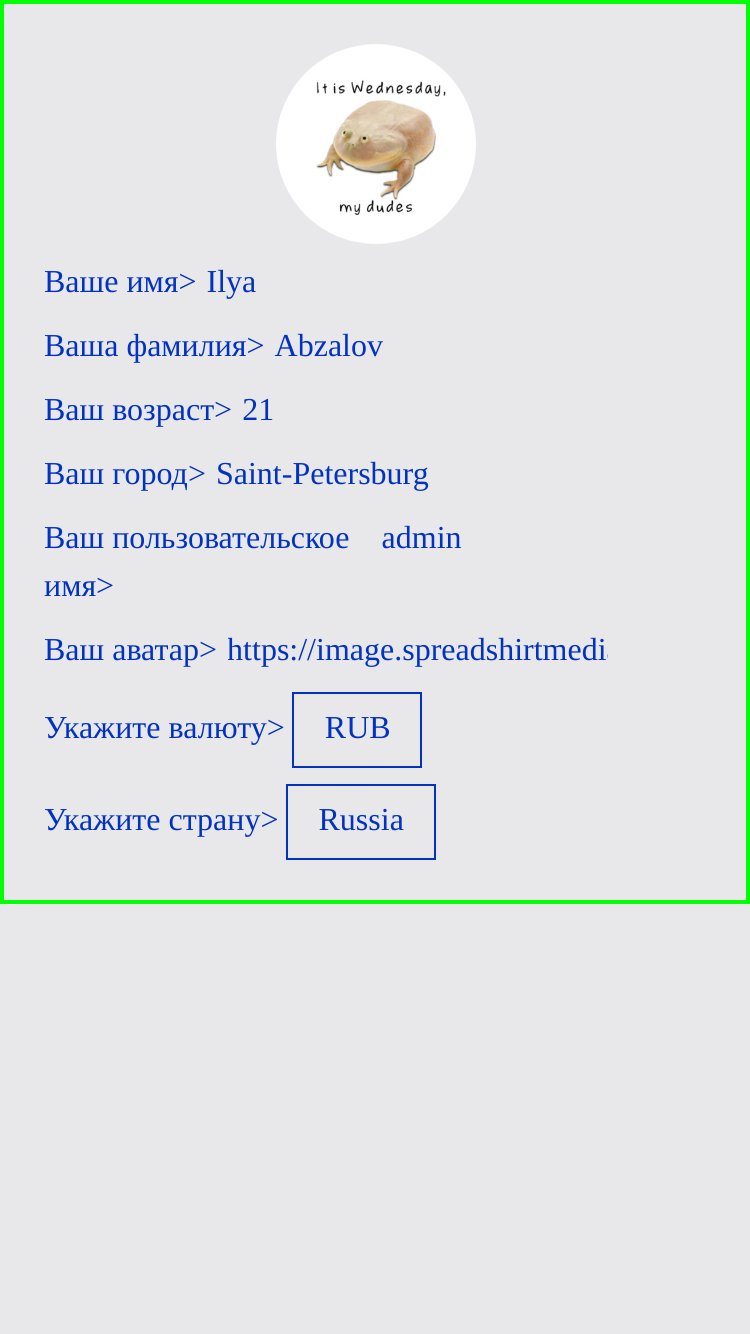 It is Wednesday,
my dudes
Ваше имя> Ilya
Ваша фамилия> Abzalov
Ваш возраст> 21
Ваш город> Saint-Petersburg
Ваш пользовательское admin
имя>
Ваш аватар> https://image.spreadshirtmedi
Укажите валюту> RUB
Укажите страну> Russia